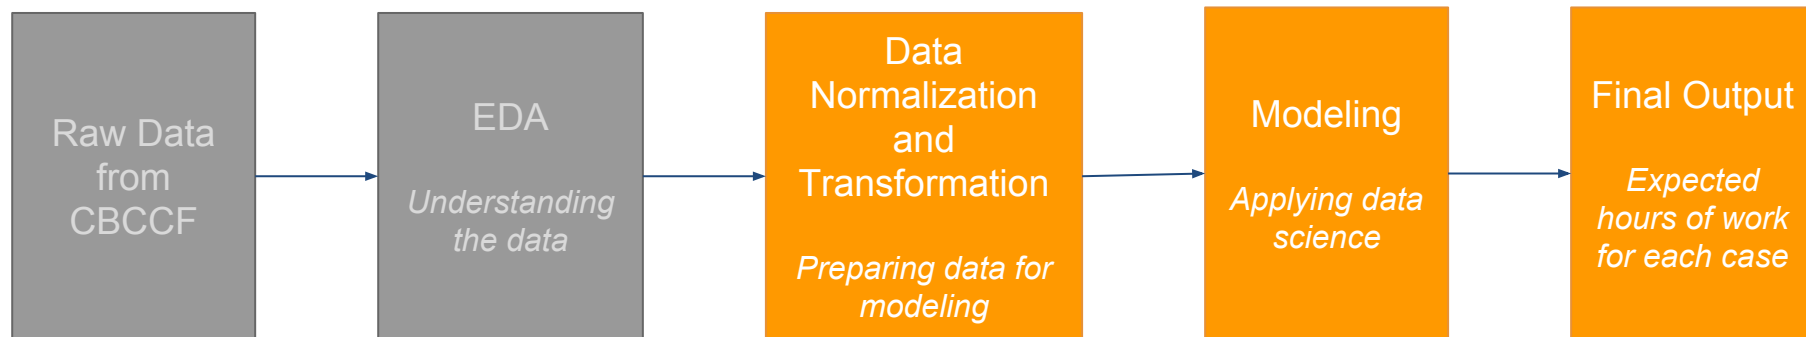 Raw Data
from
CBCCF
EDA
Understanding
the data
Data
Normalization
and
Transformation
Preparing data for
modeling
Modeling
Applying data
science
Final Output
Expected
hours of work
for each case